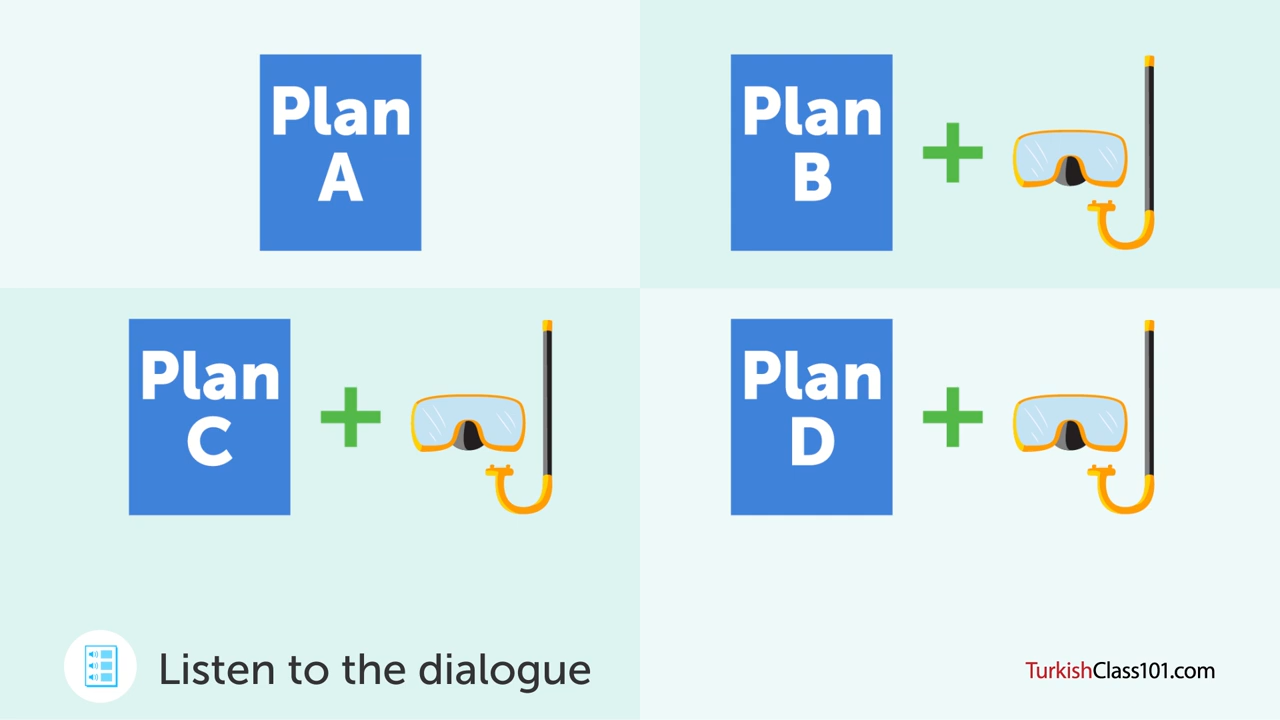 Plan
A
Plan
B
Plan
C
Plan
D
Listen to the dialogue
TurkishClass101.com